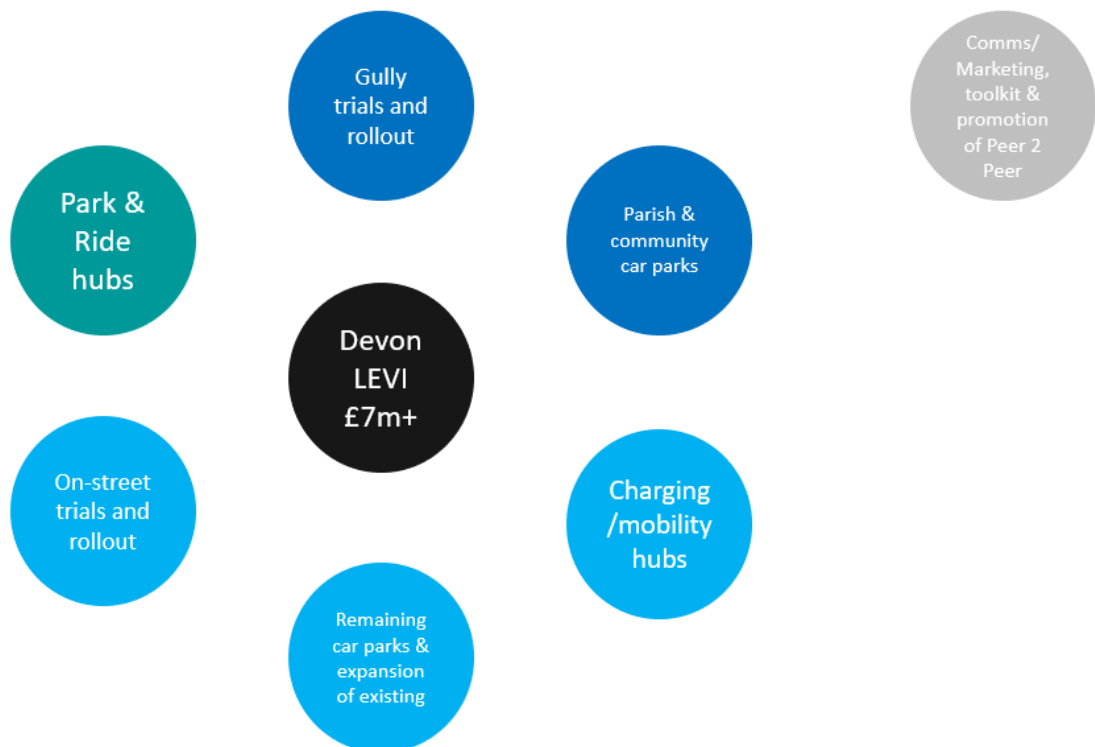 Gully
trials and
rollout
Comms/
Marketing,
toolkit &
promotion
of Peer 2
Peer
Park &
Ride
hubs
Parish &
community
car parks
Devon
LEVI
£7m+
On-street
trials and
rollout
Charging
/mobility
hubs
Remaining
car parks &
expansion
of existing